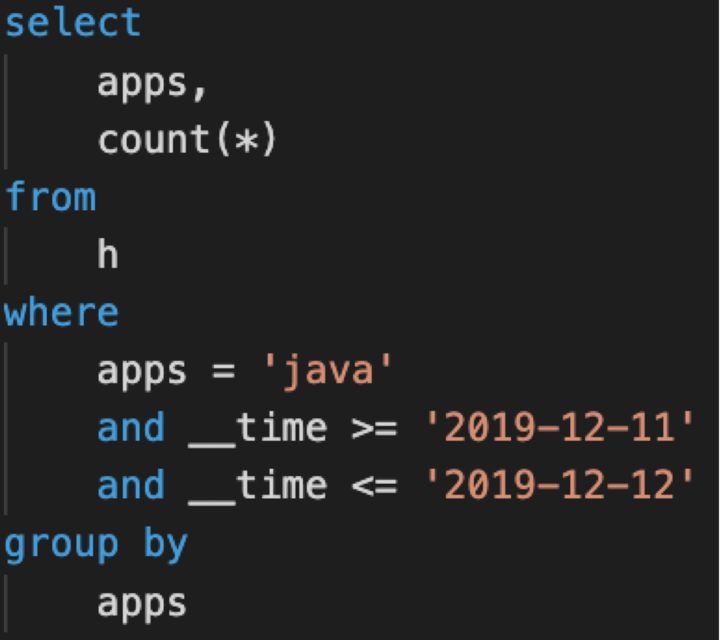 select
    apps,
    count(*)
from
    h
where
    apps = 'java'
    and __time >= '2019-12-11'
    and __time <= '2019-12-12'
group by
    apps